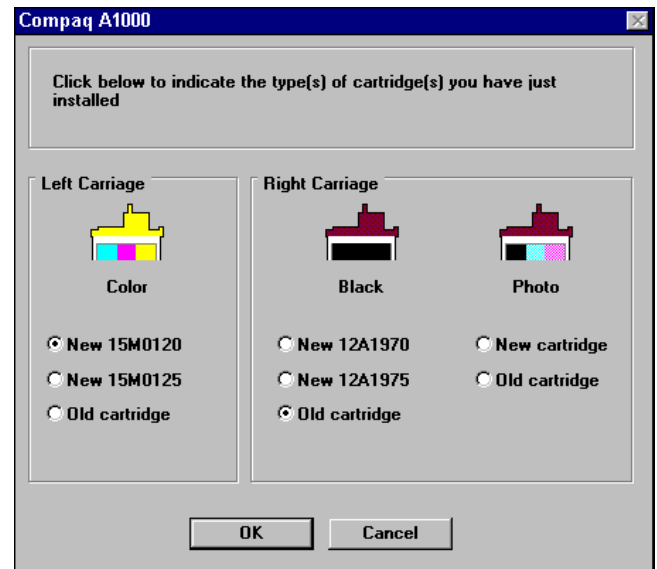 Compaq A1000
Click below to indicate the type(s) of cartridge(s) you have just
installed
Left Carriage
Color
New 15M0120
New 15M0125
Old cartridge
Right Carriage
Black
Photo
New 12A1970
New cartridge
New 12A1975
Old cartridge
Old cartridge
OK
Cancel